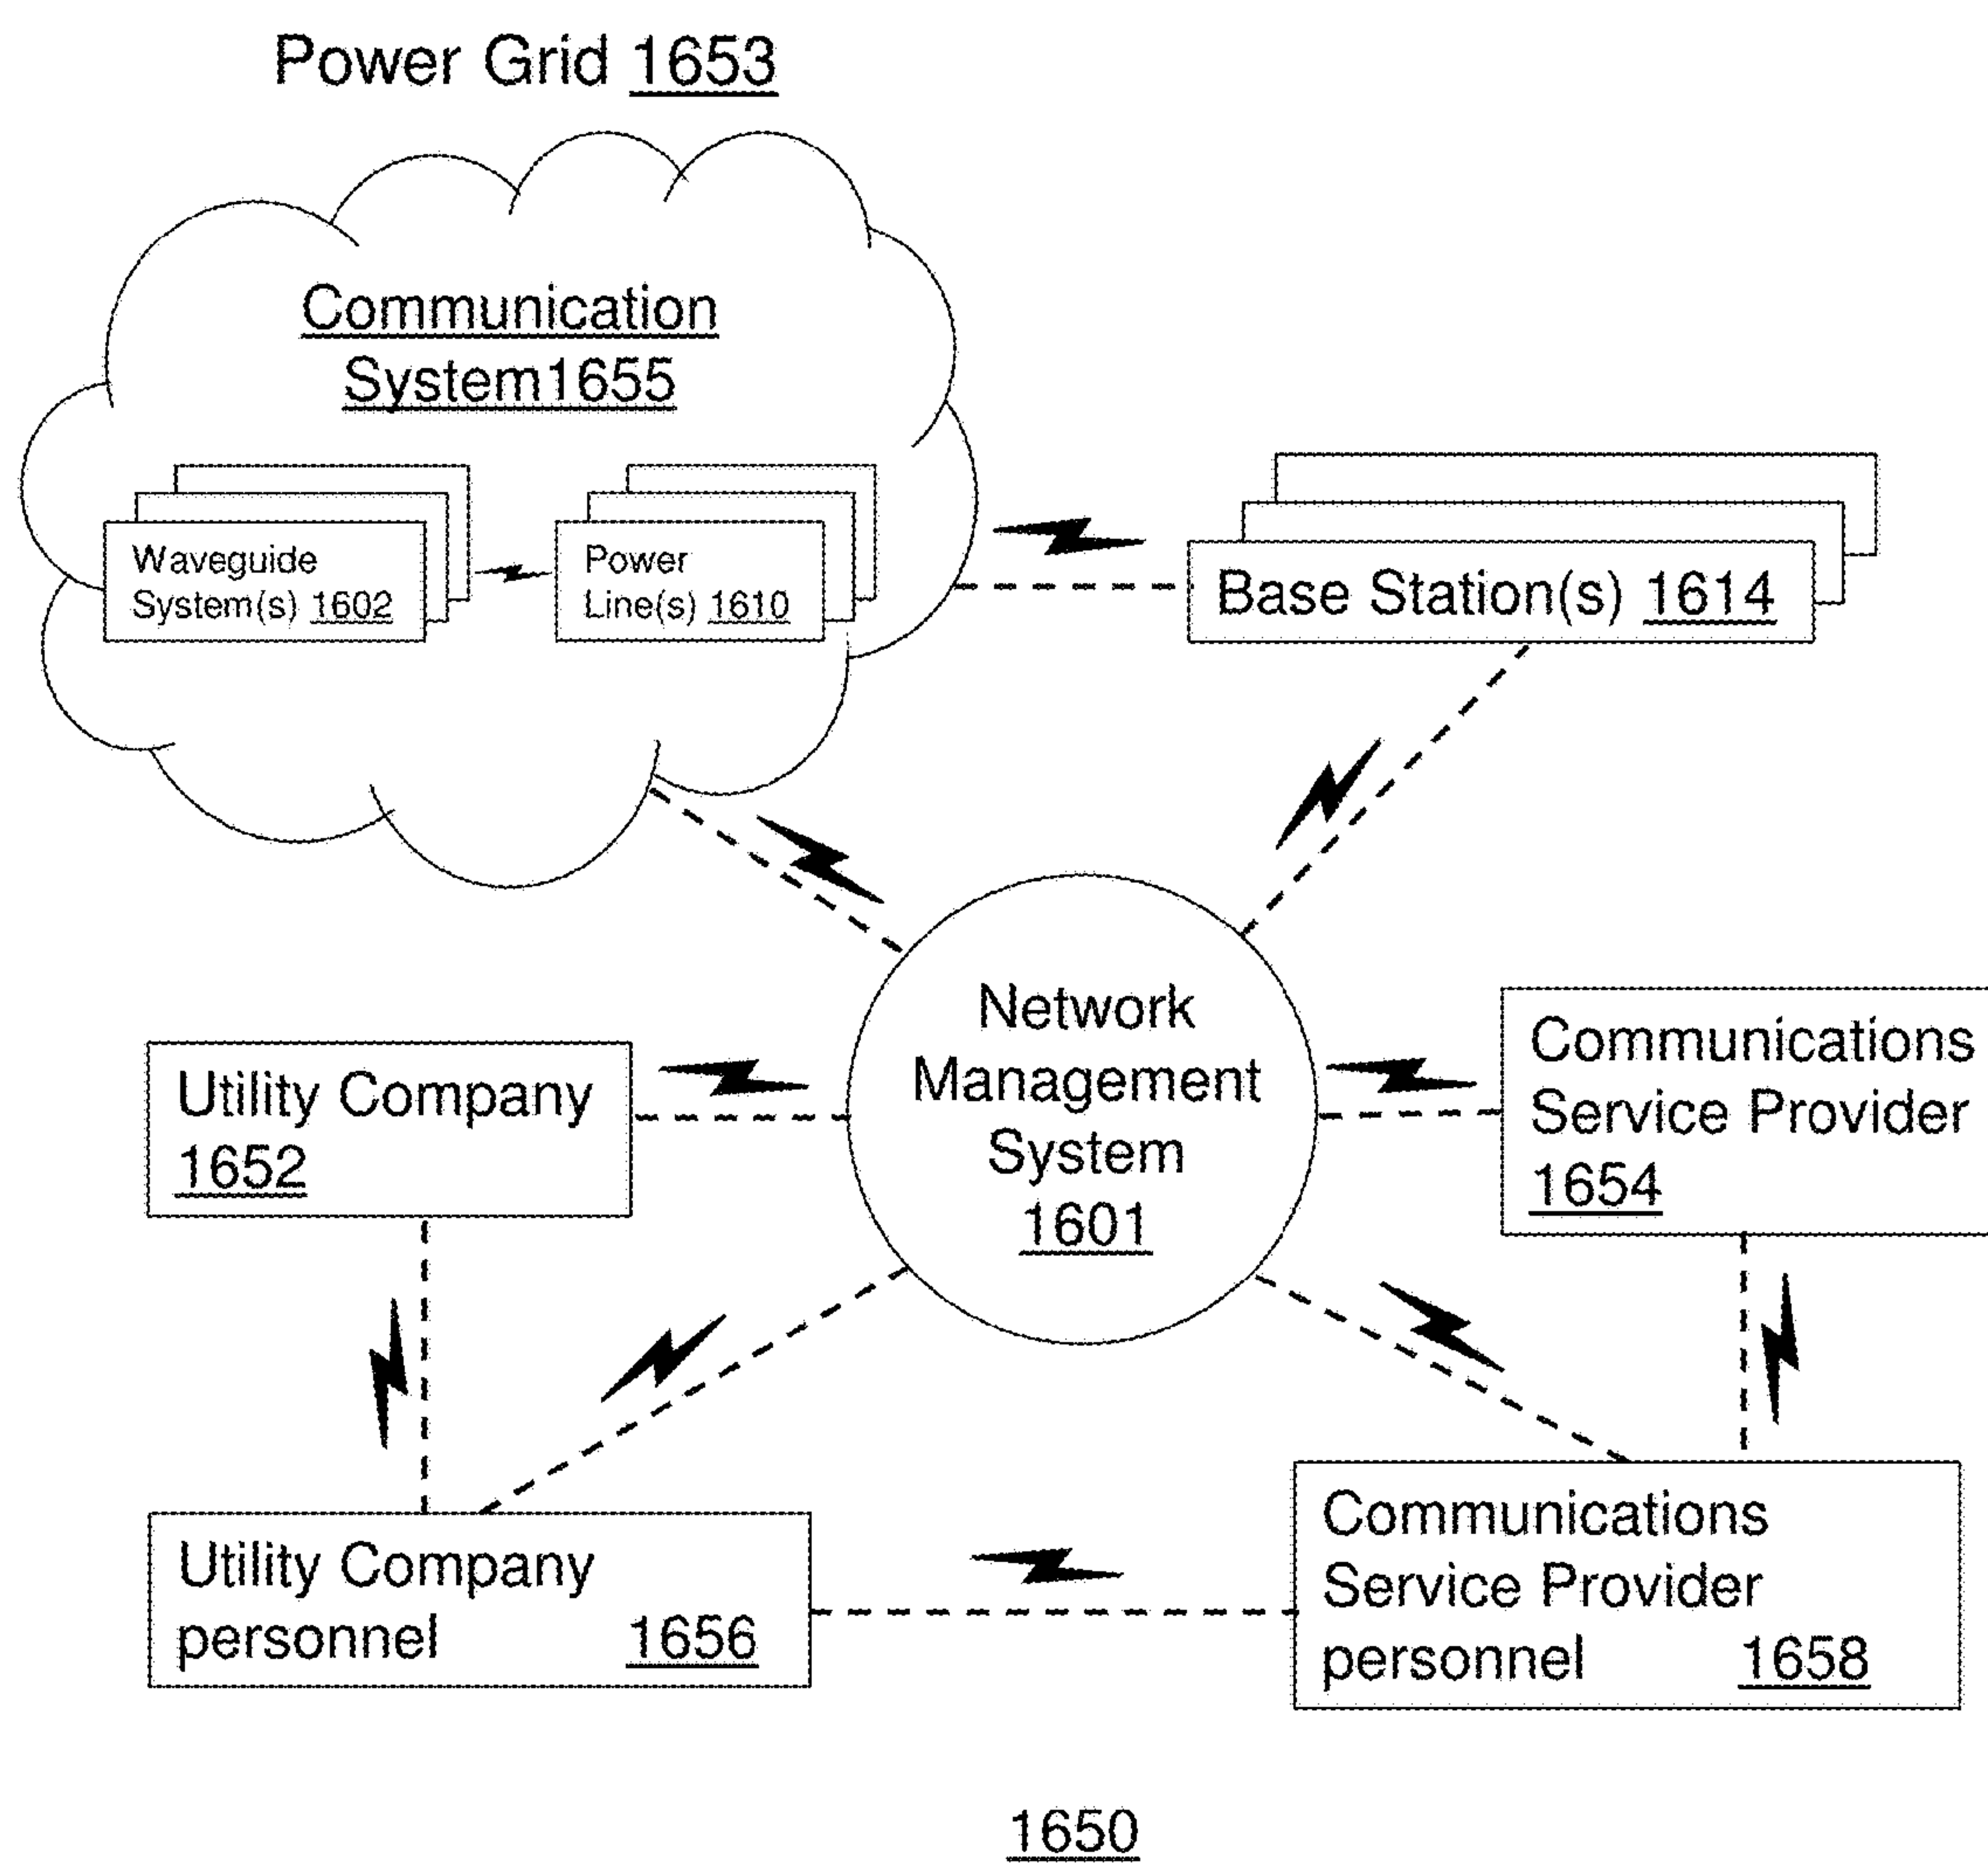 Power Grid 1653
Communication
System1655
Waveguide
System(s) 1602
Power
Line(s) 1610
Base Station(s) 1614
Network
Management
System
1601
Utility Company
1652
Communications
Service Provider
1654
Utility Company
personnel 1656
Communications
Service Provider
personnel 1658
1650